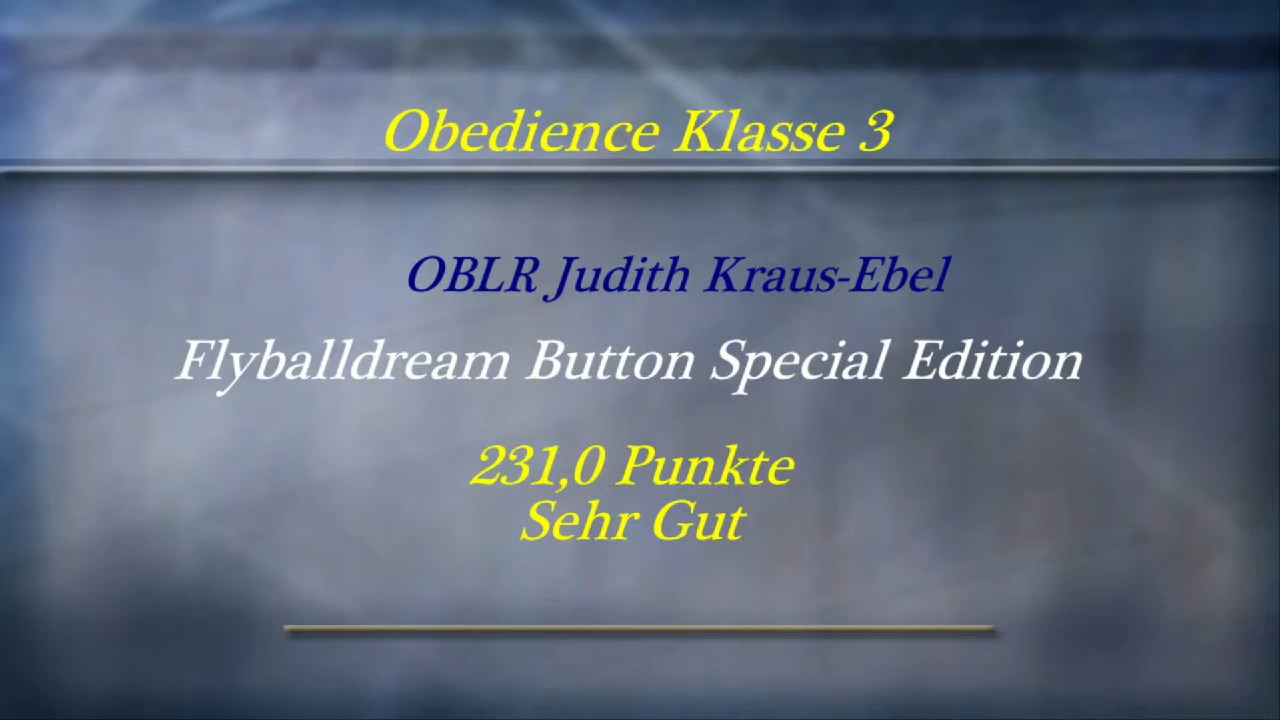 Obedience Klasse 3
OBLR Judith Kraus-Ebel
Flyballdream Button Special Edition
231,0 Punkte
Sehr Gut